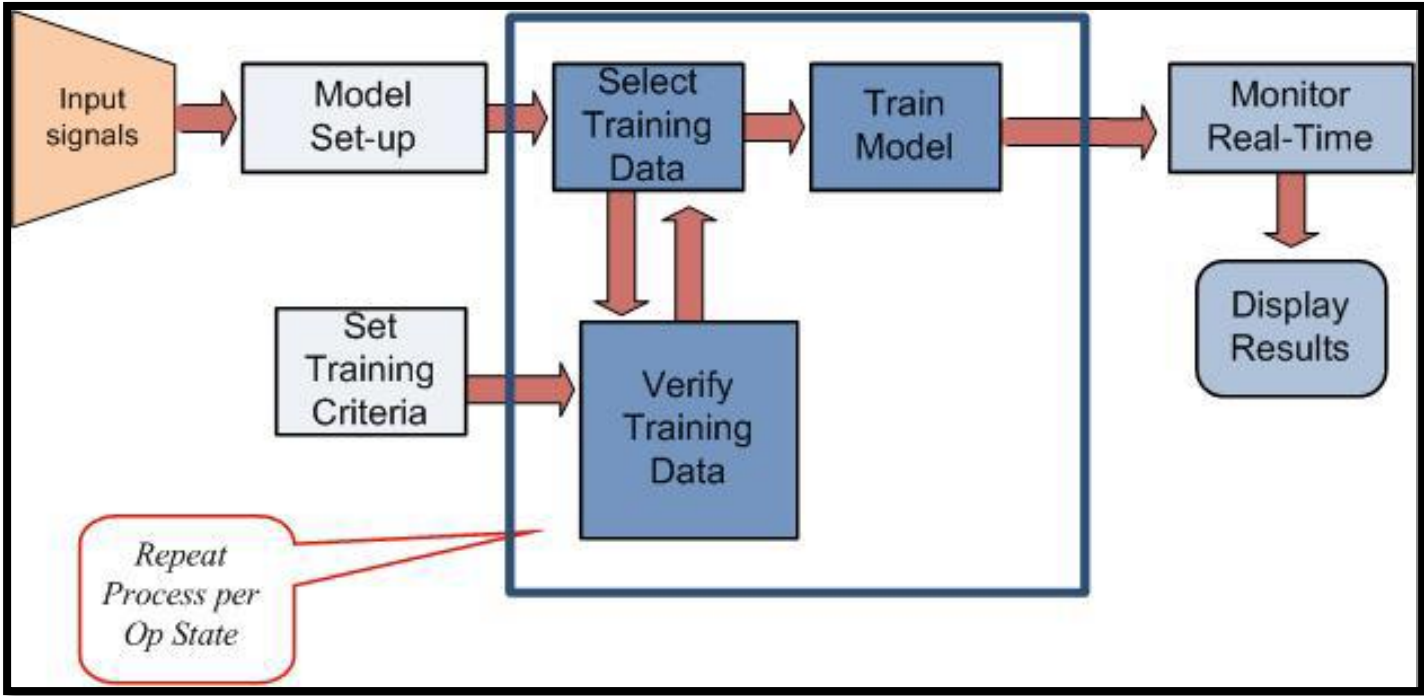 Input
signals
Model
Set-up
Select
Training
Data
Train
Model
Monitor
Real-Time
Set
Training
Criteria
Verify
Training
Data
Display
Results
Repeat
Process per
Op State